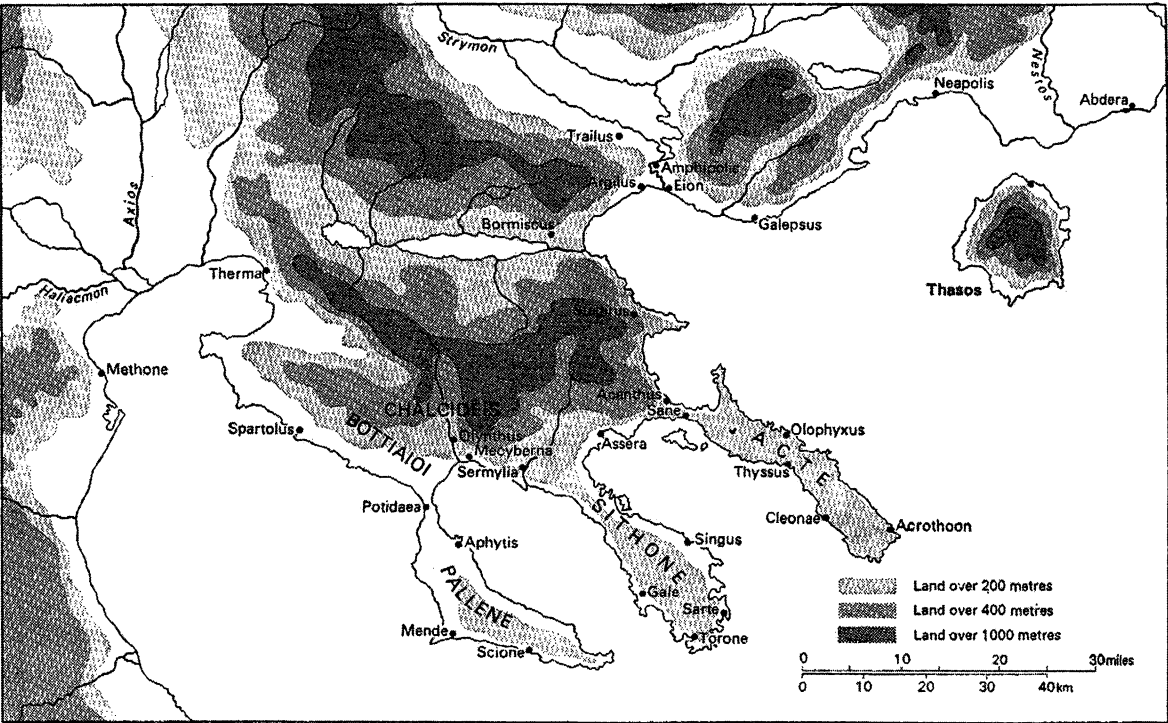 Strymon
Nestos
Neapolis
Abdera
Trailus
Amphipolis
Argilus
Eion
Axios
Bormiscus
Galepsus
Therma
Haliacmon
Thasos
Stagirus
Methone
Acanthus
Sane
CHALCIDEIS
BOTTIAIOI
Spartolus
Olynthus
Assera
ACTE
Olophyxus
Mecyberna
Sermylia
Thyssus
Potidaea
SITHONE
Cleonae
Acrothoon
Aphytis
Singus
PALLENE
Gale
Sarte
Mende
Torone
Scione
Land over 200 metres
Land over 400 metres
Land over 1000 metres
0 10 20 30 miles
0 10 20 30 40 km